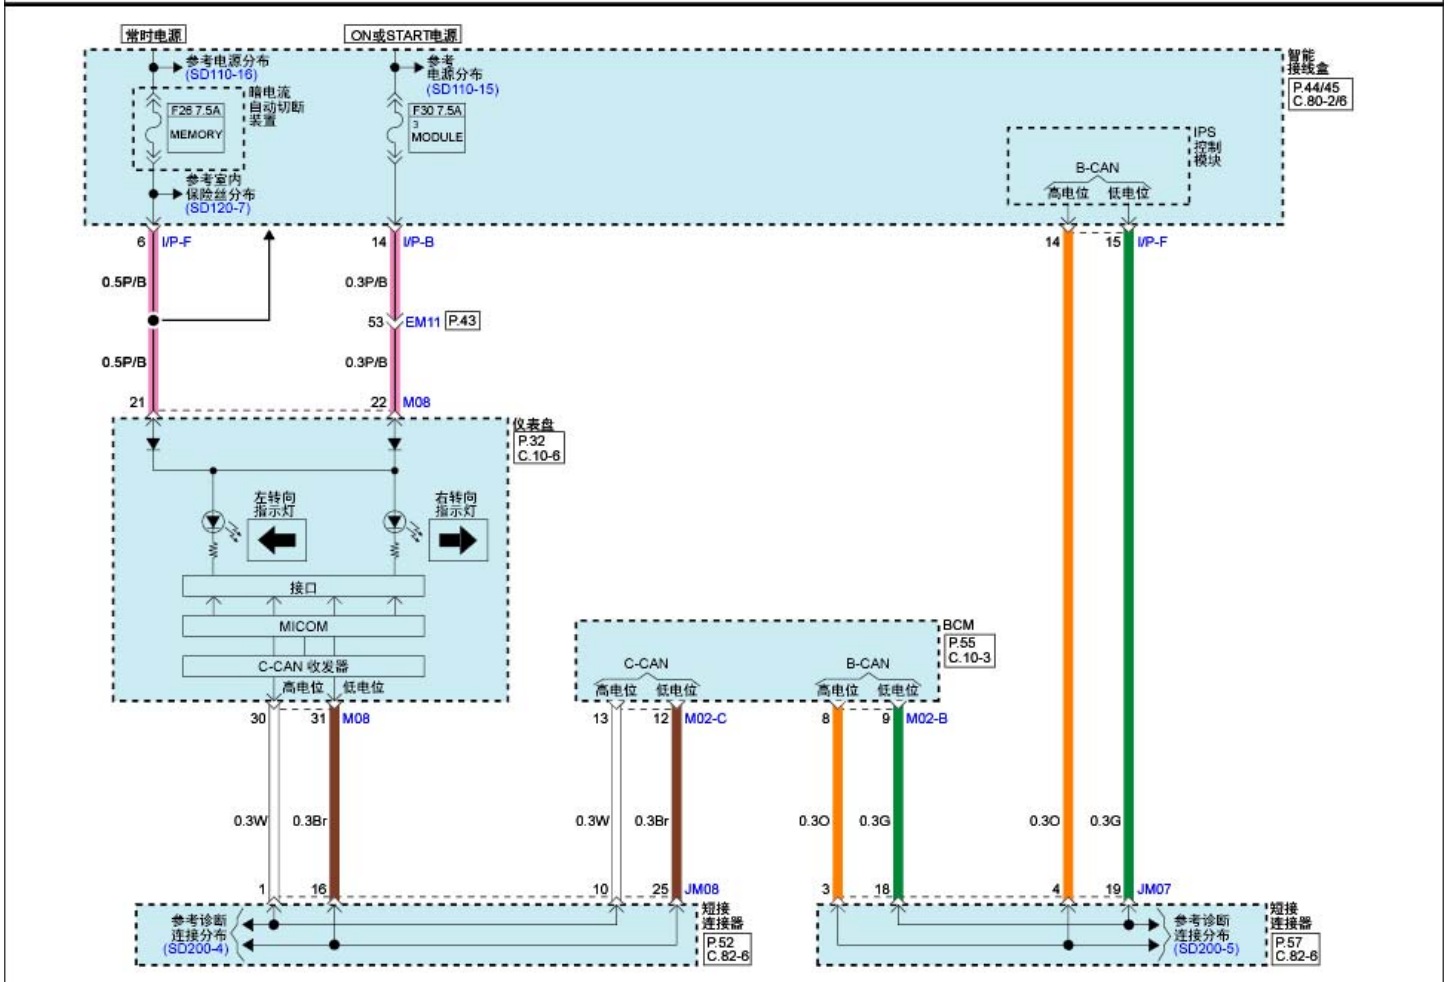 常时电源
ON或START电源
参考电源分布
(SD110-16)
参考
电源分布
(SD110-15)
智能
接线盒
P.44/45
C.80-2/6
暗电流
自动切断
装置
F26 7.5A
MEMORY
F30 7.5A
3
MODULE
IPS
控制
模块
B-CAN
高电位
低电位
参考室内
保险丝分布
(SD120-7)
6
I/P-F
14
I/P-B
14
15
I/P-F
0.5P/B
0.3P/B
53
EM11
P.43
0.5P/B
0.3P/B
21
22
M08
仪表盘
P.32
C.10-6
左转向
指示灯
右转向
指示灯
接口
MICOM
C-CAN 收发器
高电位
低电位
BCM
P.55
C.10-3
C-CAN
高电位
低电位
B-CAN
高电位
低电位
30
31
M08
13
12
M02-C
8
9
M02-B
0.3W
0.3Br
0.3W
0.3Br
0.3O
0.3G
0.3O
0.3G
1
16
10
25
JM08
3
18
4
19
JM07
参考诊断
连接分布
(SD200-4)
短接
连接器
P.52
C.82-6
参考诊断
连接分布
(SD200-5)
短接
连接器
P.57
C.82-6